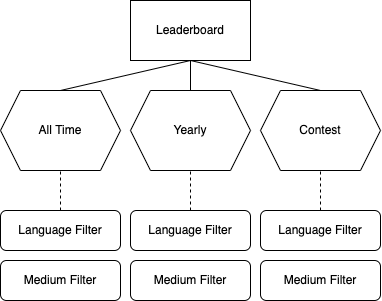 Leaderboard
All Time
Yearly
Contest
Language Filter
Language Filter
Language Filter
Medium Filter
Medium Filter
Medium Filter